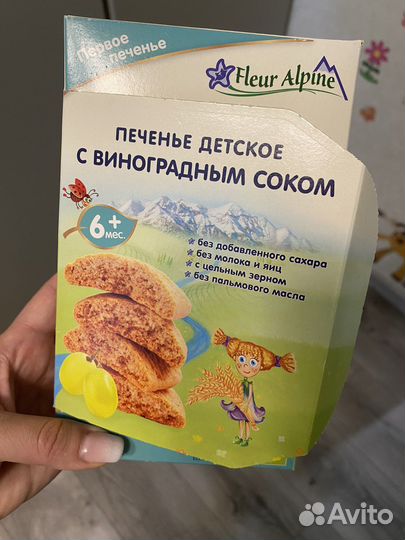 Первое
печенье
Fleur Alpine
ПЕЧЕНЬЕ ДЕТСКОЕ
С ВИНОГРАДНЫМ СОКОМ
6+
мес.
без добавленного сахара
без молока и яиц
с цельным зерном
без пальмового масла
Avito